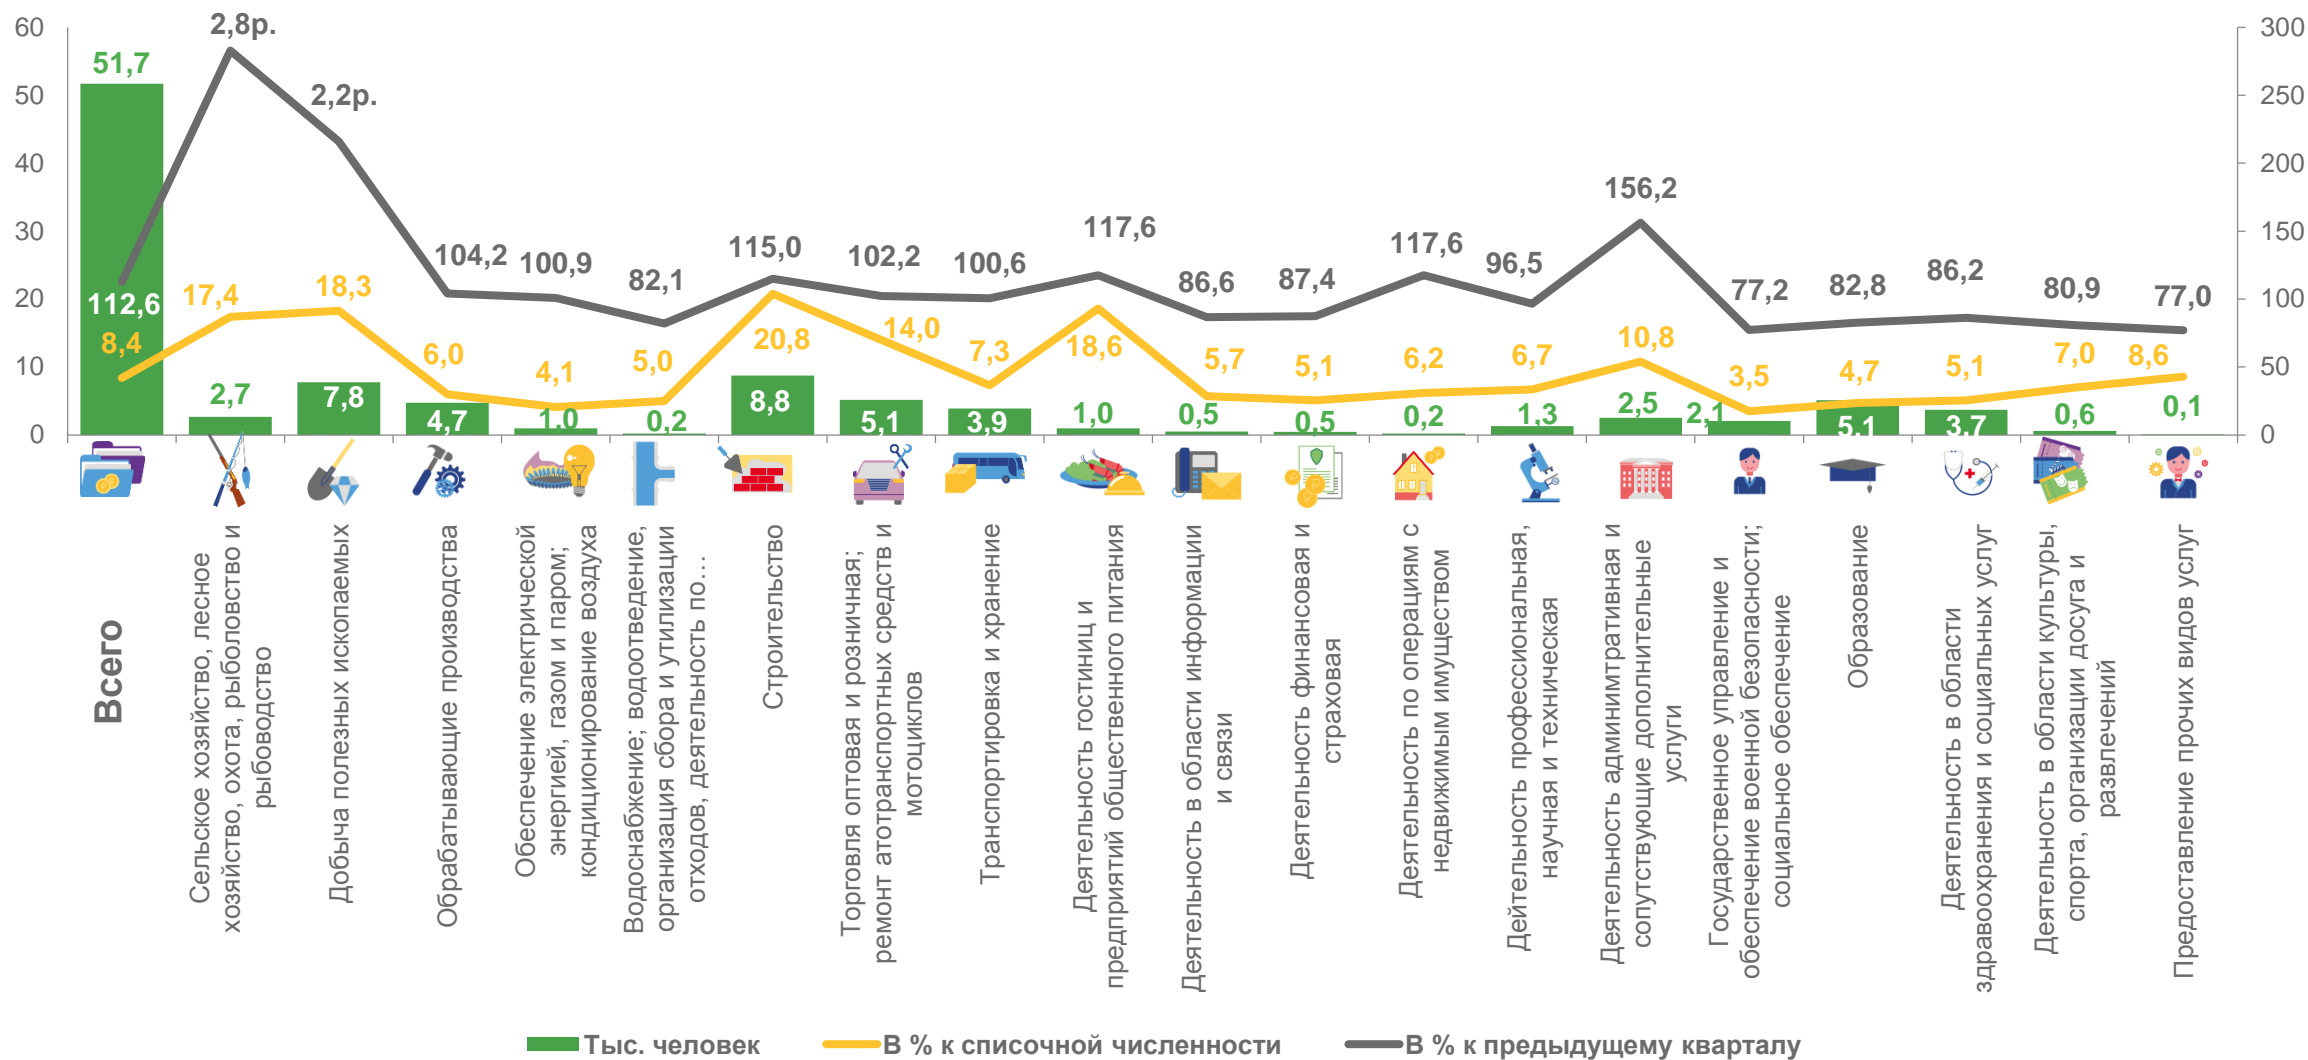 60
50
40
30
20
10
0
300
250
200
150
100
50
0
2,8р.
2,2р.
104,2
100,9
82,1
115,0
102,2
100,6
117,6
86,6
87,4
117,6
96,5
156,2
77,2
82,8
86,2
80,9
77,0
112,6
8,4
17,4
18,3
6,0
4,1
5,0
20,8
14,0
7,3
18,6
5,7
5,1
6,2
6,7
10,8
3,5
4,7
5,1
7,0
8,6
51,7
2,7
7,8
4,7
1,0
0,2
8,8
5,1
3,9
1,0
0,5
0,5
0,2
1,3
2,5
2,1
5,1
3,7
0,6
0,1
Всего
Сельское хозяйство, лесное
хозяйство, охота, рыболовство и
рыбоводство
Добыча полезных ископаемых
Обрабатывающие производства
Обеспечение электрической
энергией, газом и паром;
кондиционирование воздуха
Водоснабжение; водоотведение,
организация сбора и утилизации
отходов, деятельность по…
Строительство
Торговля оптовая и розничная;
ремонт атотранспортных средств и
мотоциклов
Транспортировка и хранение
Деятельность гостиниц и
предприятий общественного питания
Деятельность в области информации
и связи
Деятельность финансовая и
страховая
Деятельность по операциям с
недвижимым имуществом
Дейтельность профессиональная,
научная и техническая
Деятельность админимтративная и
сопутствующие дополнительные
услуги
Государственное управление и
обеспечение военной безопасности;
социальное обеспечение
Образование
Деятельность в области
здравоохранения и социальных услуг
Деятельность в области культуры,
спорта, организации досуга и
развлечений
Предоставление прочих видов услуг
Тыс. человек
В % к списочной численности
В % к предыдущему кварталу